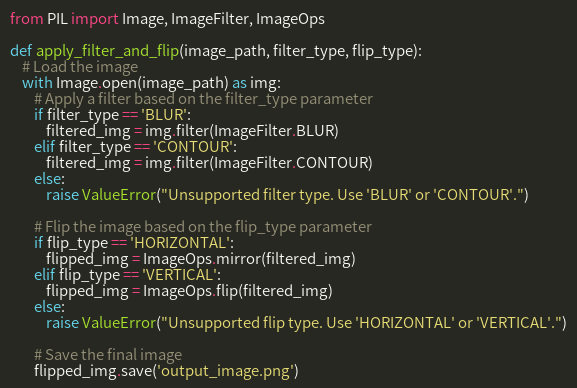 from PIL import Image, ImageFilter, ImageOps

def apply_filter_and_flip(image_path, filter_type, flip_type):
    # Load the image
    with Image.open(image_path) as img:
        # Apply a filter based on the filter_type parameter
        if filter_type == 'BLUR':
            filtered_img = img.filter(ImageFilter.BLUR)
        elif filter_type == 'CONTOUR':
            filtered_img = img.filter(ImageFilter.CONTOUR)
        else:
            raise ValueError("Unsupported filter type. Use 'BLUR' or 'CONTOUR'.")

        # Flip the image based on the flip_type parameter
        if flip_type == 'HORIZONTAL':
            flipped_img = ImageOps.mirror(filtered_img)
        elif flip_type == 'VERTICAL':
            flipped_img = ImageOps.flip(filtered_img)
        else:
            raise ValueError("Unsupported flip type. Use 'HORIZONTAL' or 'VERTICAL'.")

        # Save the final image
        flipped_img.save('output_image.png')